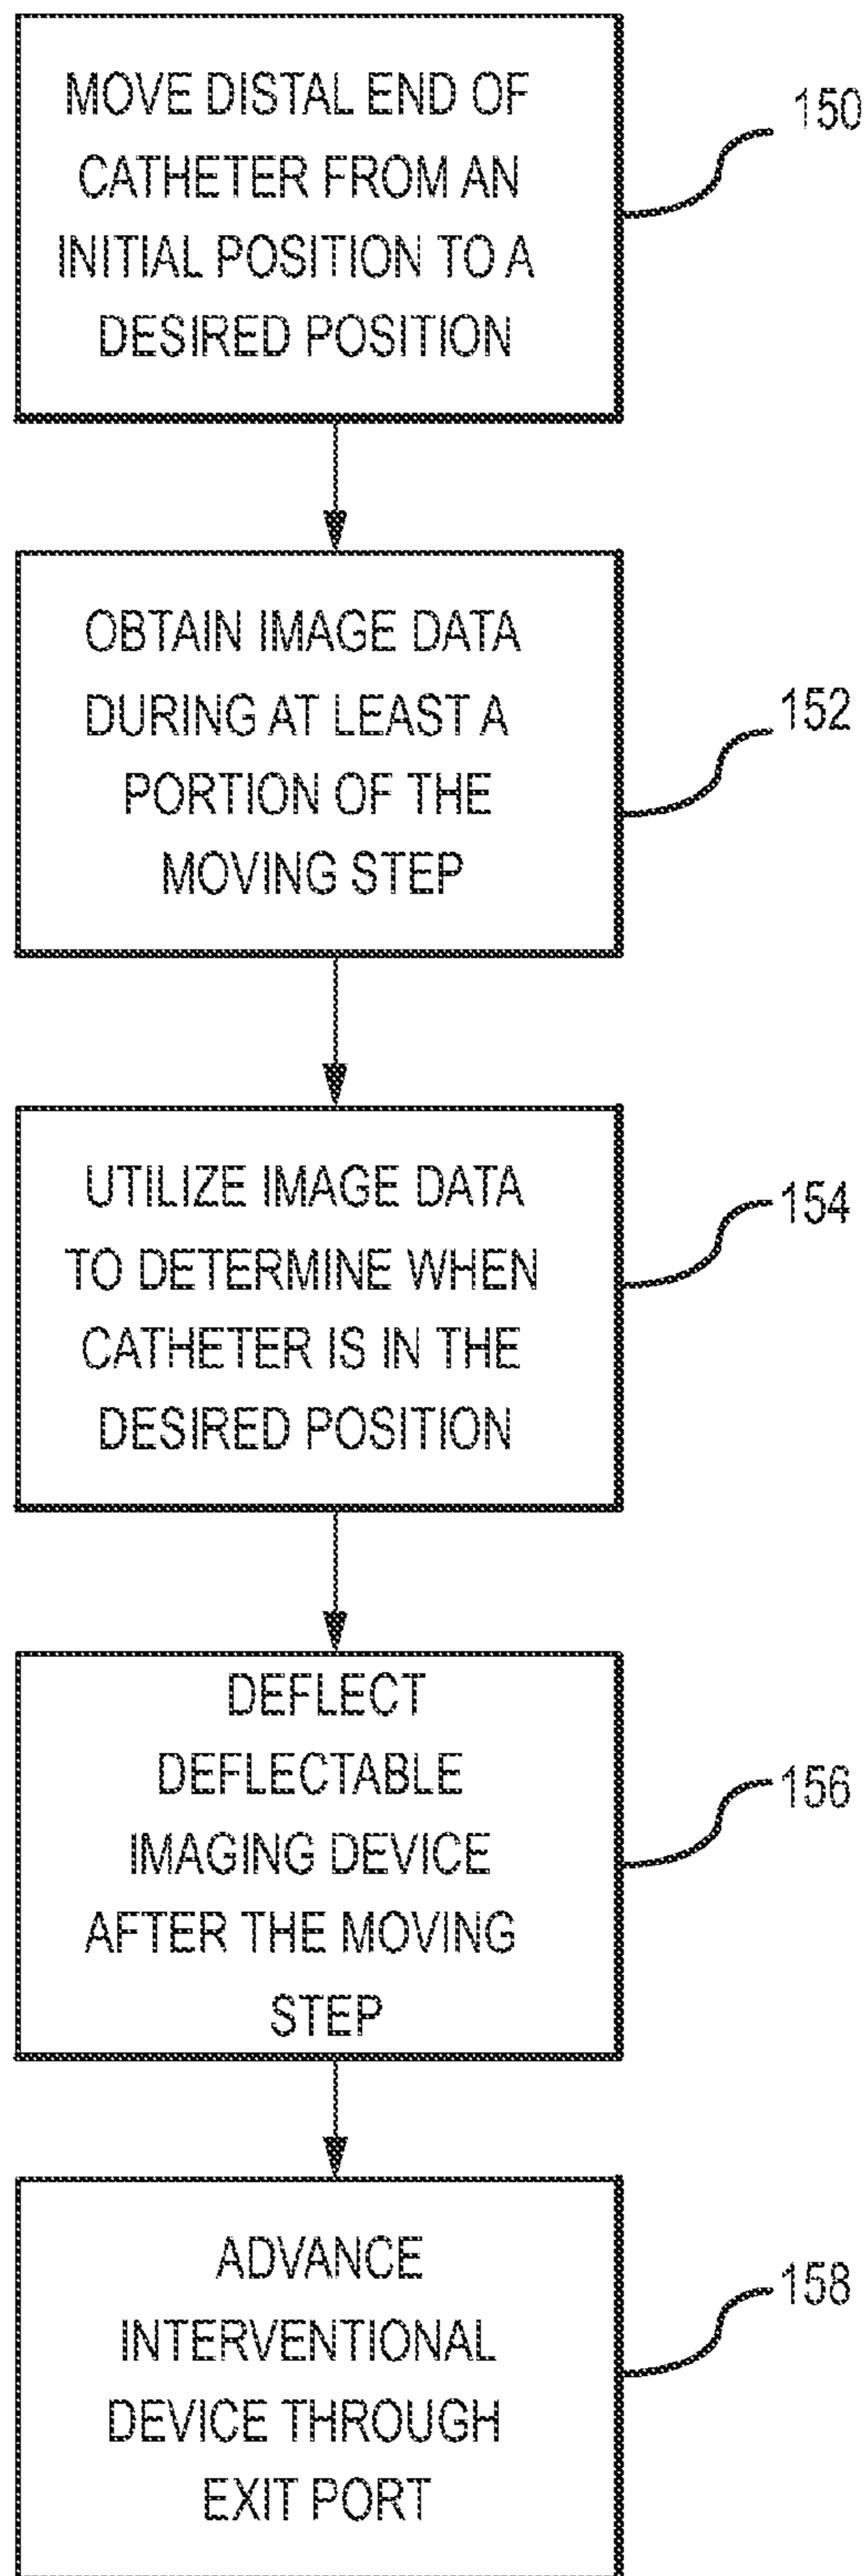 MOVE DISTAL END OF
CATHETER FROM AN
INITIAL POSITION TO A
DESIRED POSITION
150
OBTAIN IMAGE DATA
DURING AT LEAST A
PORTION OF THE
MOVING STEP
152
UTILIZE IMAGE DATA
TO DETERMINE WHEN
CATHETER IS IN THE
DESIRED POSITION
154
DEFLECT
DEFLECTABLE
IMAGING DEVICE
AFTER THE MOVING
STEP
156
ADVANCE
INTERVENTIONAL
DEVICE THROUGH
EXIT PORT
158